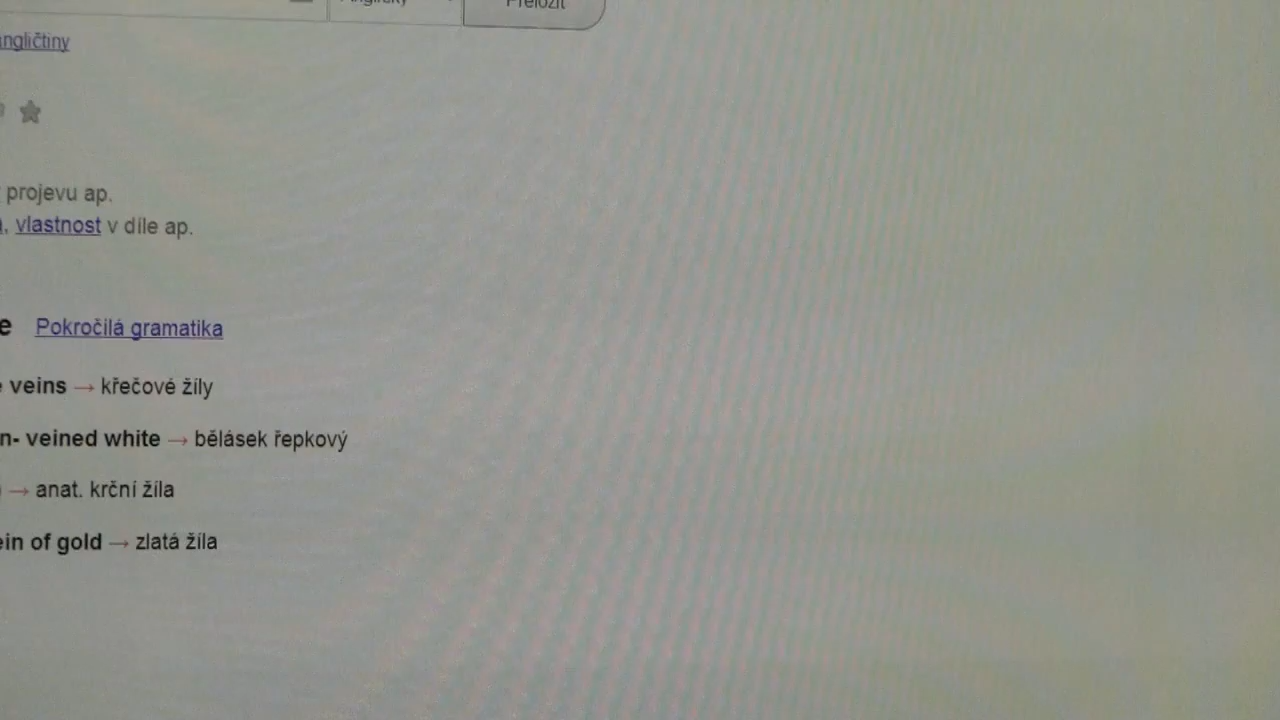 Přeložit
angličtiny
projevu ap.
vlastnost v díle ap.
Pokročilá gramatika
veins → křečové žíly
veined white → bělásek řepkový
→ anat. krční žíla
of gold → zlatá žíla